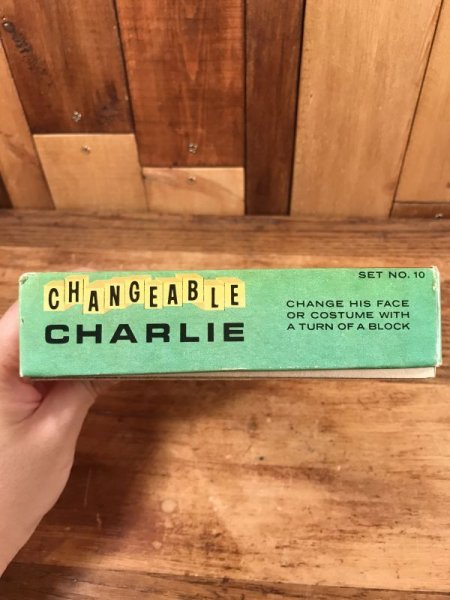 SET NO. 10
CHANGEABLE
CHARLIE
CHANGE HIS FACE
OR COSTUME WITH
A TURN OF A BLOCK